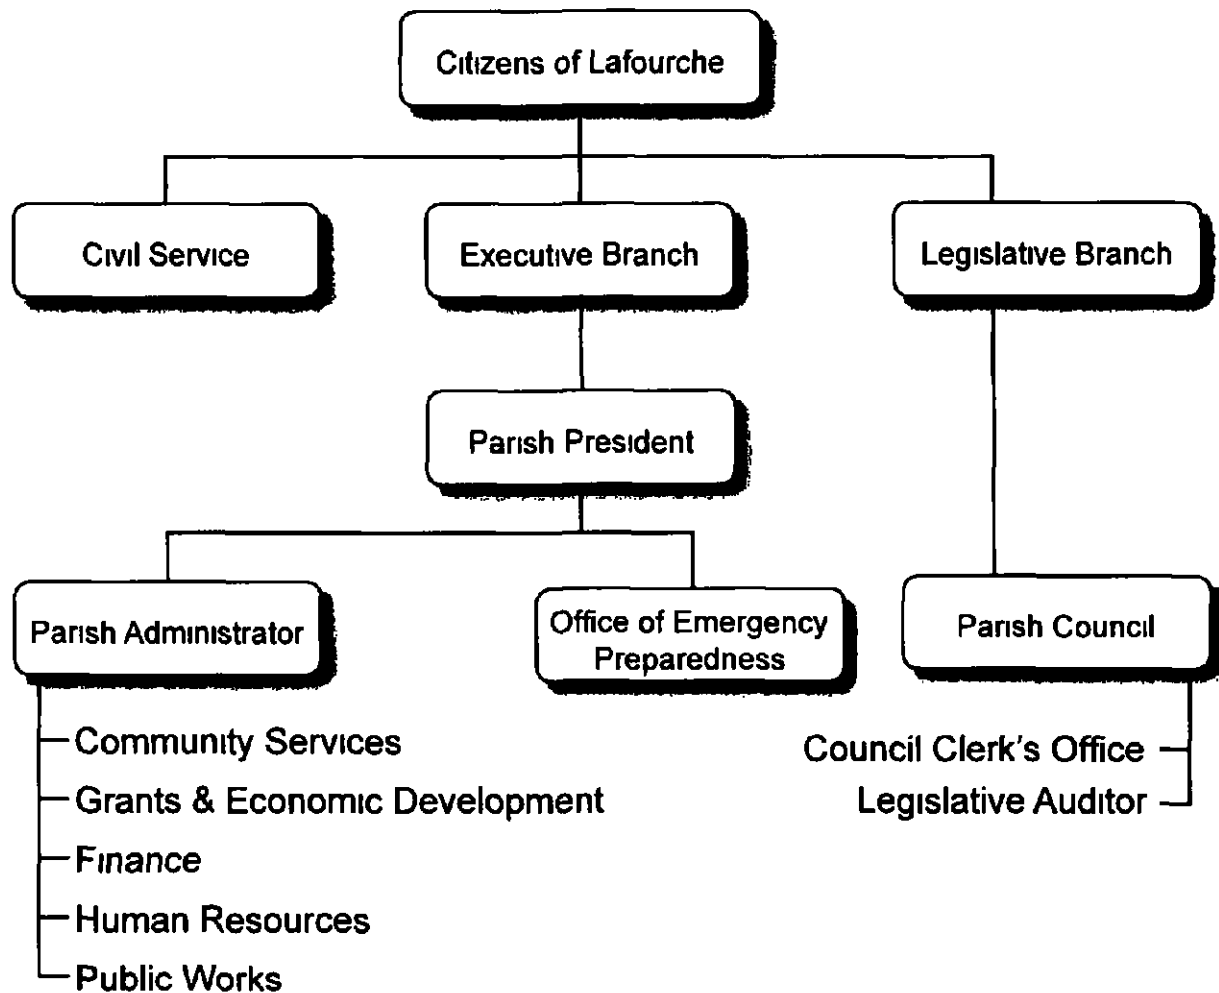 Citizens of Lafourche
Civil Service
Executive Branch
Legislative Branch
Parish President
Parish Administrator
Office of Emergency
Preparedness
Parish Council
Community Services
Grants & Economic Development
Finance
Human Resources
Public Works
Council Clerk's Office
Legislative Auditor